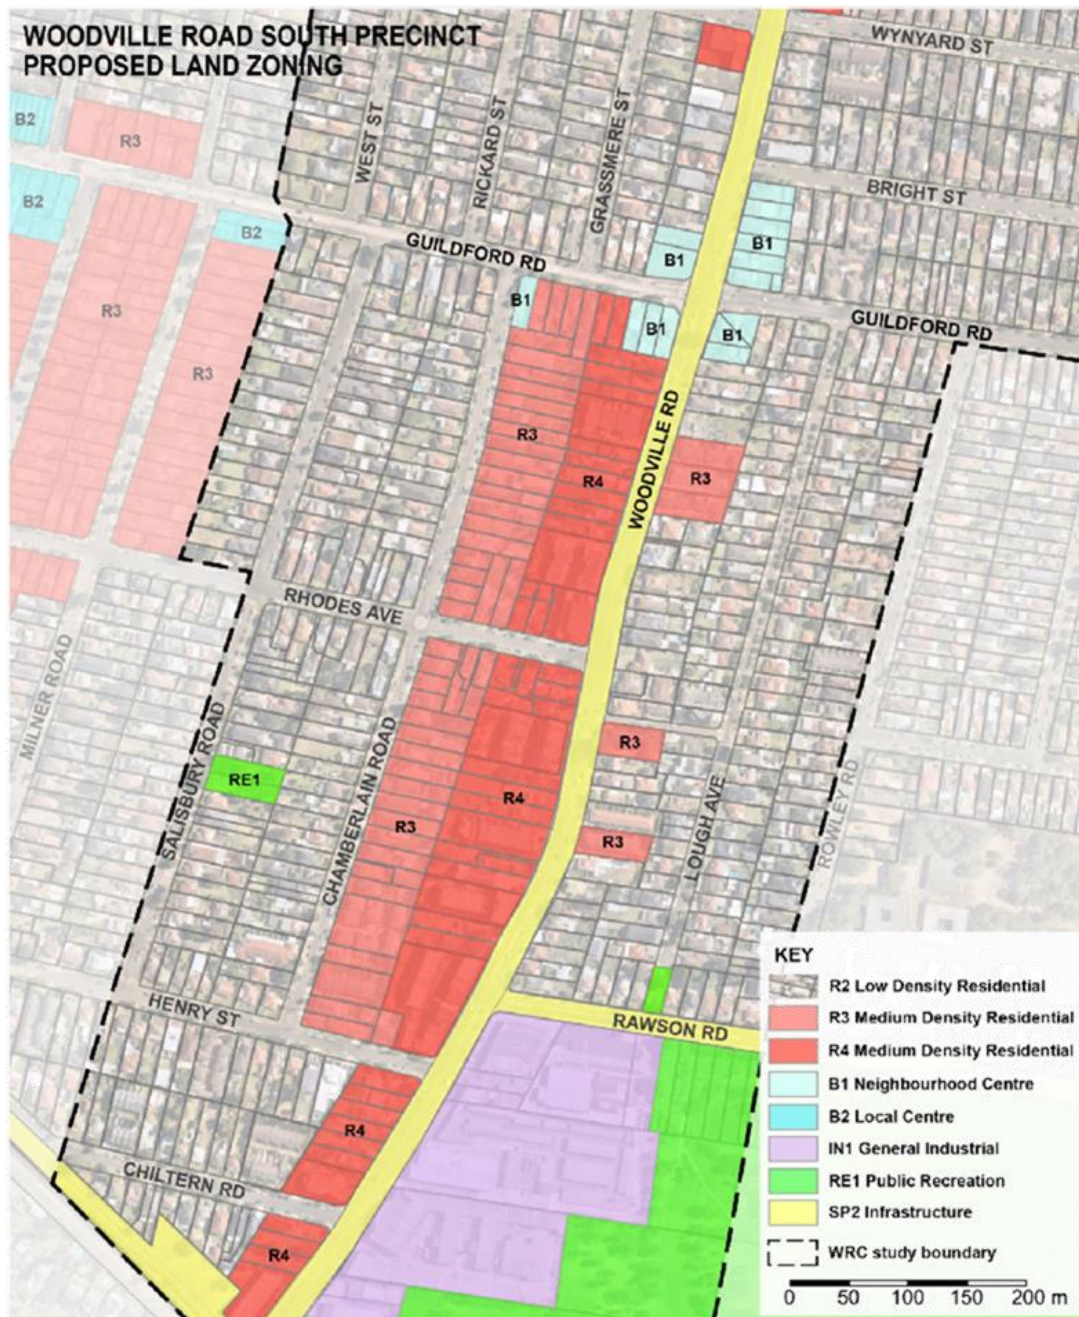 WOODVILLE ROAD SOUTH PRECINCT
PROPOSED LAND ZONING
WYNYARD ST
B2
R3
WEST ST
RICKARD ST
GRASSMERE ST
BRIGHT ST
B2
B2
GUILDFORD RD
B1
B1
B1
B1
B1
GUILDFORD RD
R3
R3
R3
R4
WOODVILLE RD
R3
RHODES AVE
MILNER ROAD
SALISBURY ROAD
RE1
CHAMBERLAIN ROAD
R3
R4
R3
R3
LOUGH AVE
ROWLEY RD
HENRY ST
RAWSON RD
R4
CHILTERN RD
R4
KEY
R2 Low Density Residential
R3 Medium Density Residential
R4 Medium Density Residential
B1 Neighbourhood Centre
B2 Local Centre
IN1 General Industrial
RE1 Public Recreation
SP2 Infrastructure
WRC study boundary
0 50 100 150 200 m